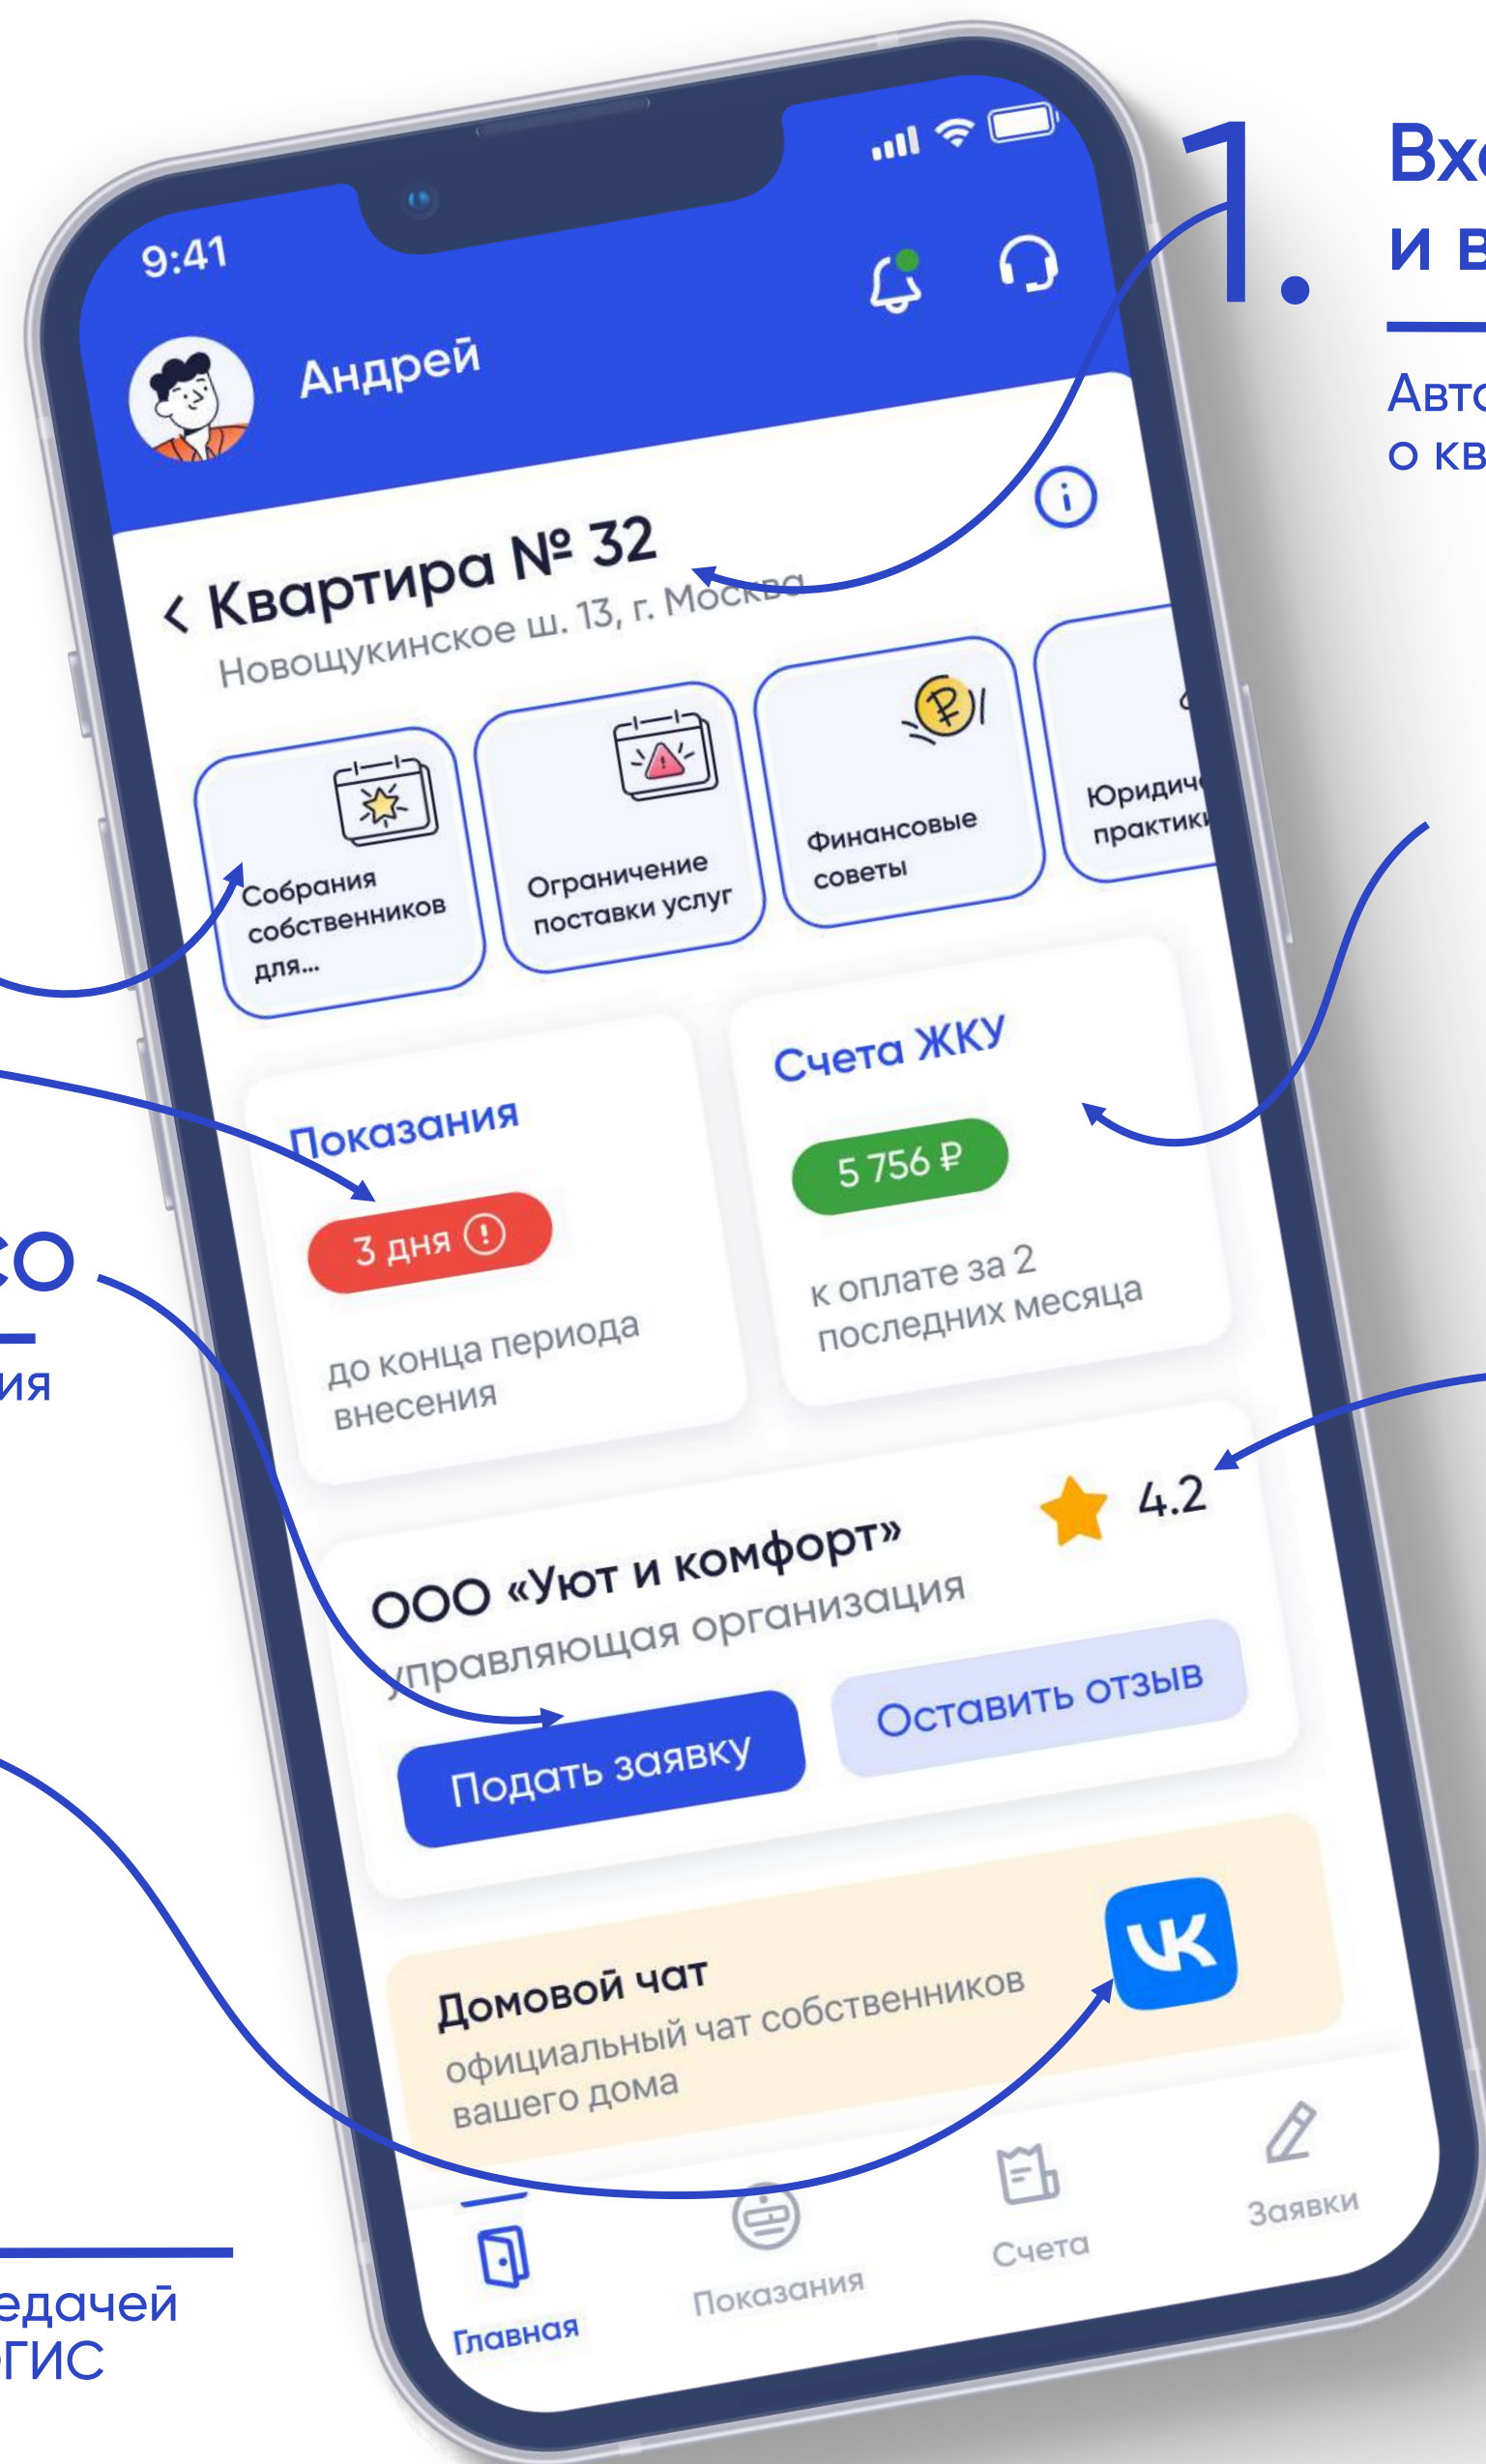 9:41
Андрей
1.
и в
о кв
< Квартира № 32
Новощукинское ш. 13, г. Москва
Собрания
собственников
для...
Ограничение
поставки услуг
Финансовые
советы
Показания
3 дня
до конца периода
внесения
Счета ЖКУ
5 756 ₽
к оплате за 2
последних месяца
ООО «Уют и комфорт»
4.2
управляющая организация
Подать заявку
Оставить отзыв
Домовой чат
официальный чат собственников
вашего дома
VK
Главная
Показания
Счета
Заявки